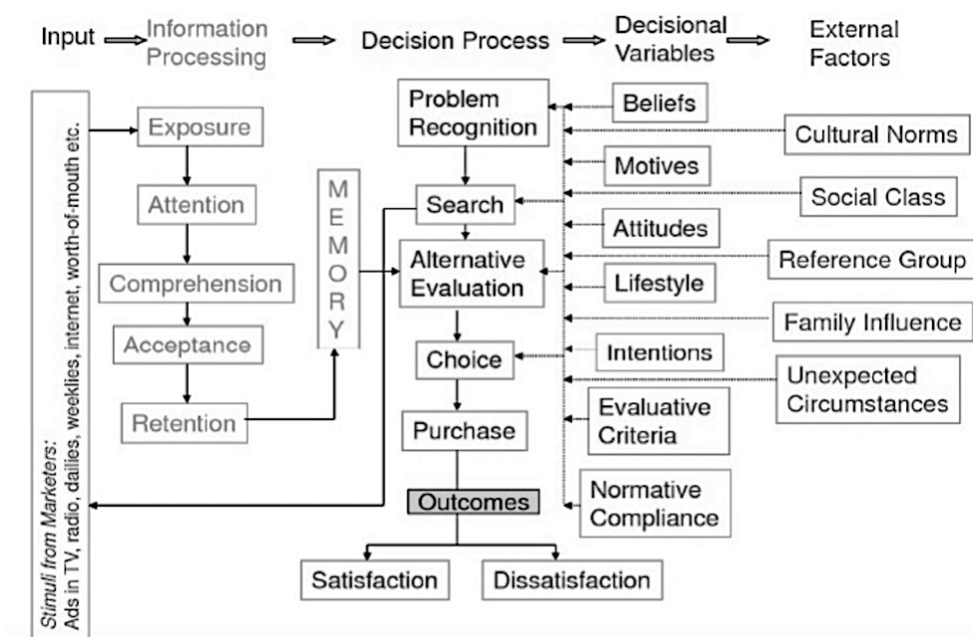 Input
Information
Processing
Decision Process
Decisional
Variables
External
Factors
Stimuli from Marketers:
Ads in TV, radio, dailies, weeklies, internet, worth-of-mouth etc.
Exposure
Attention
Comprehension
Acceptance
Retention
MEMORY
Problem
Recognition
Search
Alternative
Evaluation
Choice
Purchase
Outcomes
Satisfaction
Dissatisfaction
Beliefs
Motives
Attitudes
Lifestyle
Intentions
Evaluative
Criteria
Normative
Compliance
Cultural Norms
Social Class
Reference Group
Family Influence
Unexpected
Circumstances